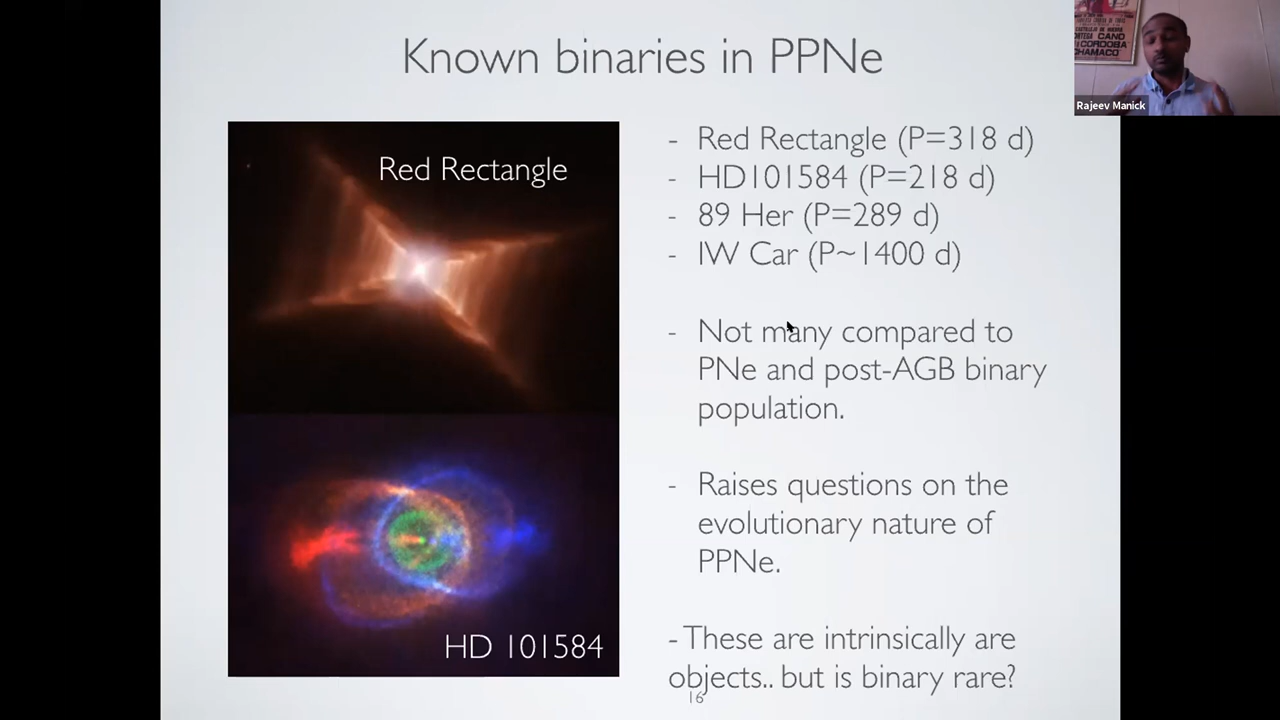 Known binaries in PPNe
Red Rectangle
HD 101584
- Red Rectangle (P=318 d)
- HD101584 (P=218 d)
- 89 Her (P=289 d)
- IW Car (P~1400 d)
- Not many compared to
PNe and post-AGB binary
population.
- Raises questions on the
evolutionary nature of
PPNe.
- These are intrinsically are
objects.. but is binary rare?
16
CORDOBA
CHAMACO
Rajeev Manick